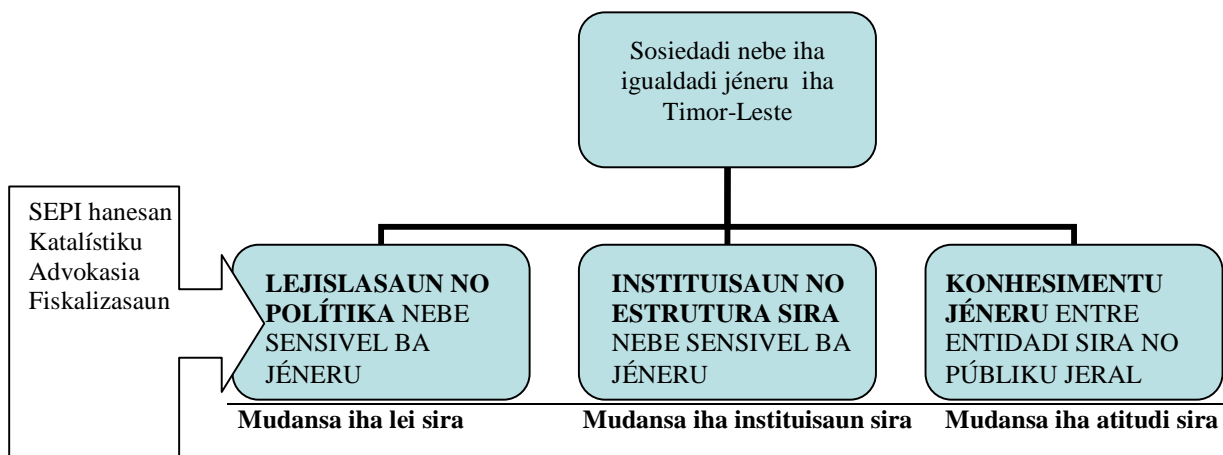 Sosiedadi nebe iha
igualdadi jéneru iha
Timor-Leste
SEPI hanesan
Katalístiku
Advokasia
Fiskalizasaun
LEJISLASAUN NO
POLÍTIKA NEBE
SENSIVEL BA
JÉNERU
INSTITUISAUN NO
ESTRUTURA SIRA
NEBE SENSIVEL BA
JÉNERU
KONHESIMENTU
JÉNERU ENTRE
ENTIDADI SIRA NO
PÚBLIKU JERAL
Mudansa iha lei sira
Mudansa iha instituisaun sira
Mudansa iha atitudi sira